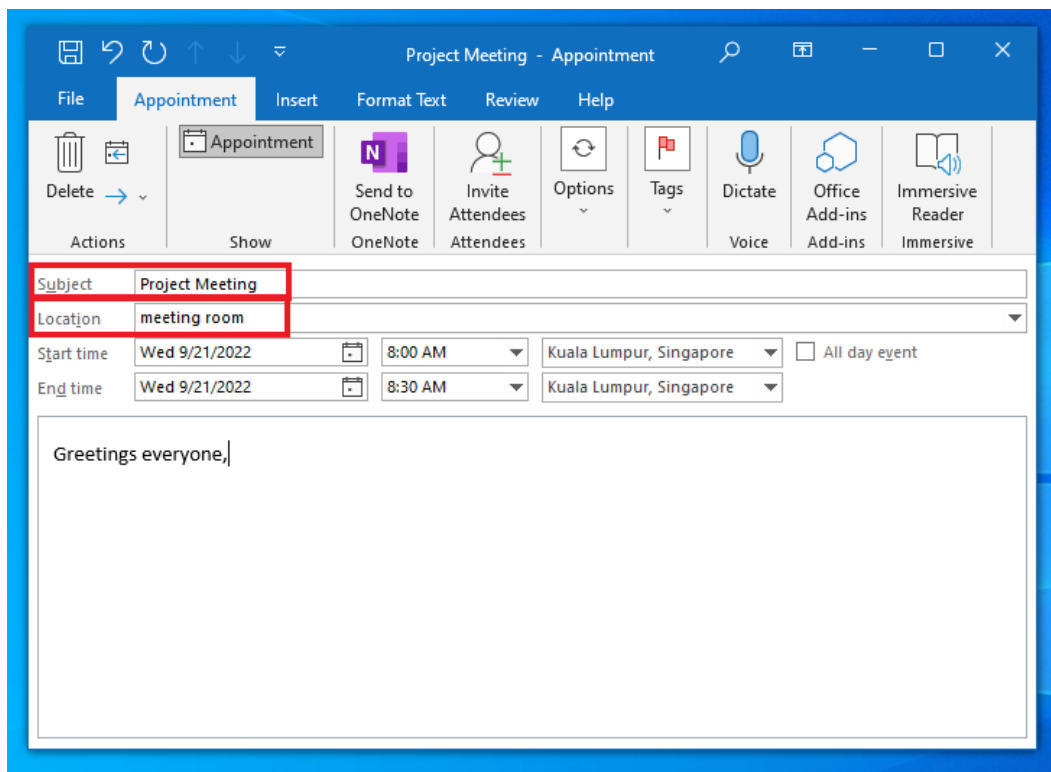 Project Meeting - Appointment
File Appointment Insert Format Text Review Help
Appointment
N
Delete Send to Invite Options Tags Dictate Office Immersive
OneNote Attendees Add-ins Reader
Actions Show OneNote Attendees Voice Add-ins Immersive
Subject Project Meeting
Location meeting room
Start time Wed 9/21/2022 8:00 AM Kuala Lumpur, Singapore All day event
End time Wed 9/21/2022 8:30 AM Kuala Lumpur, Singapore
Greetings everyone,